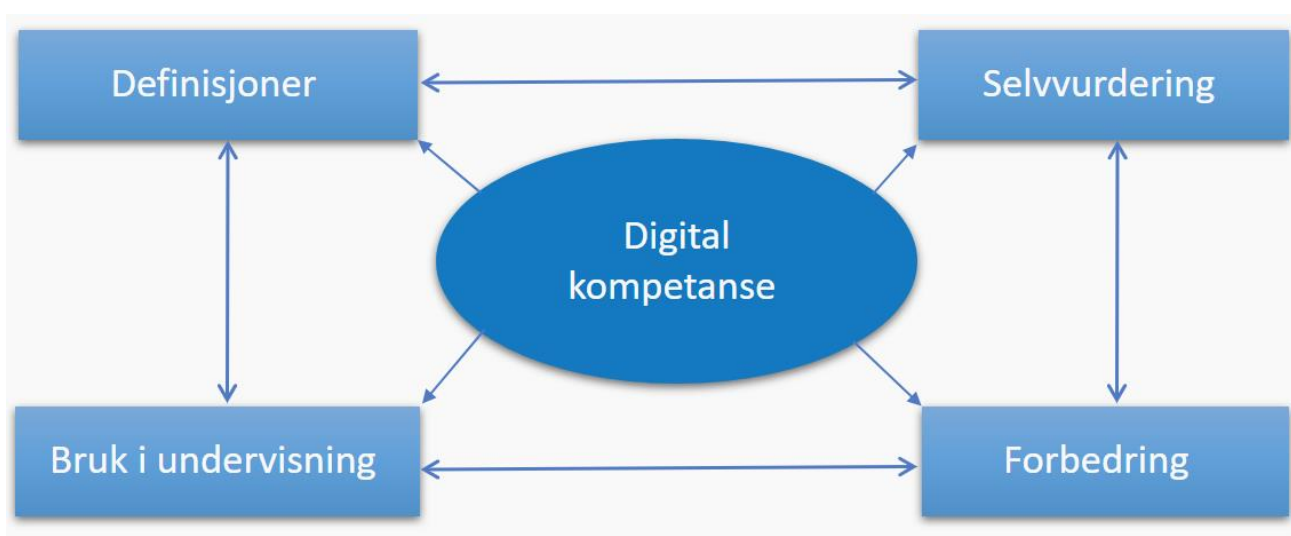 Definisjoner
Selvvurdering
Digital
kompetanse
Bruk i undervisning
Forbedring